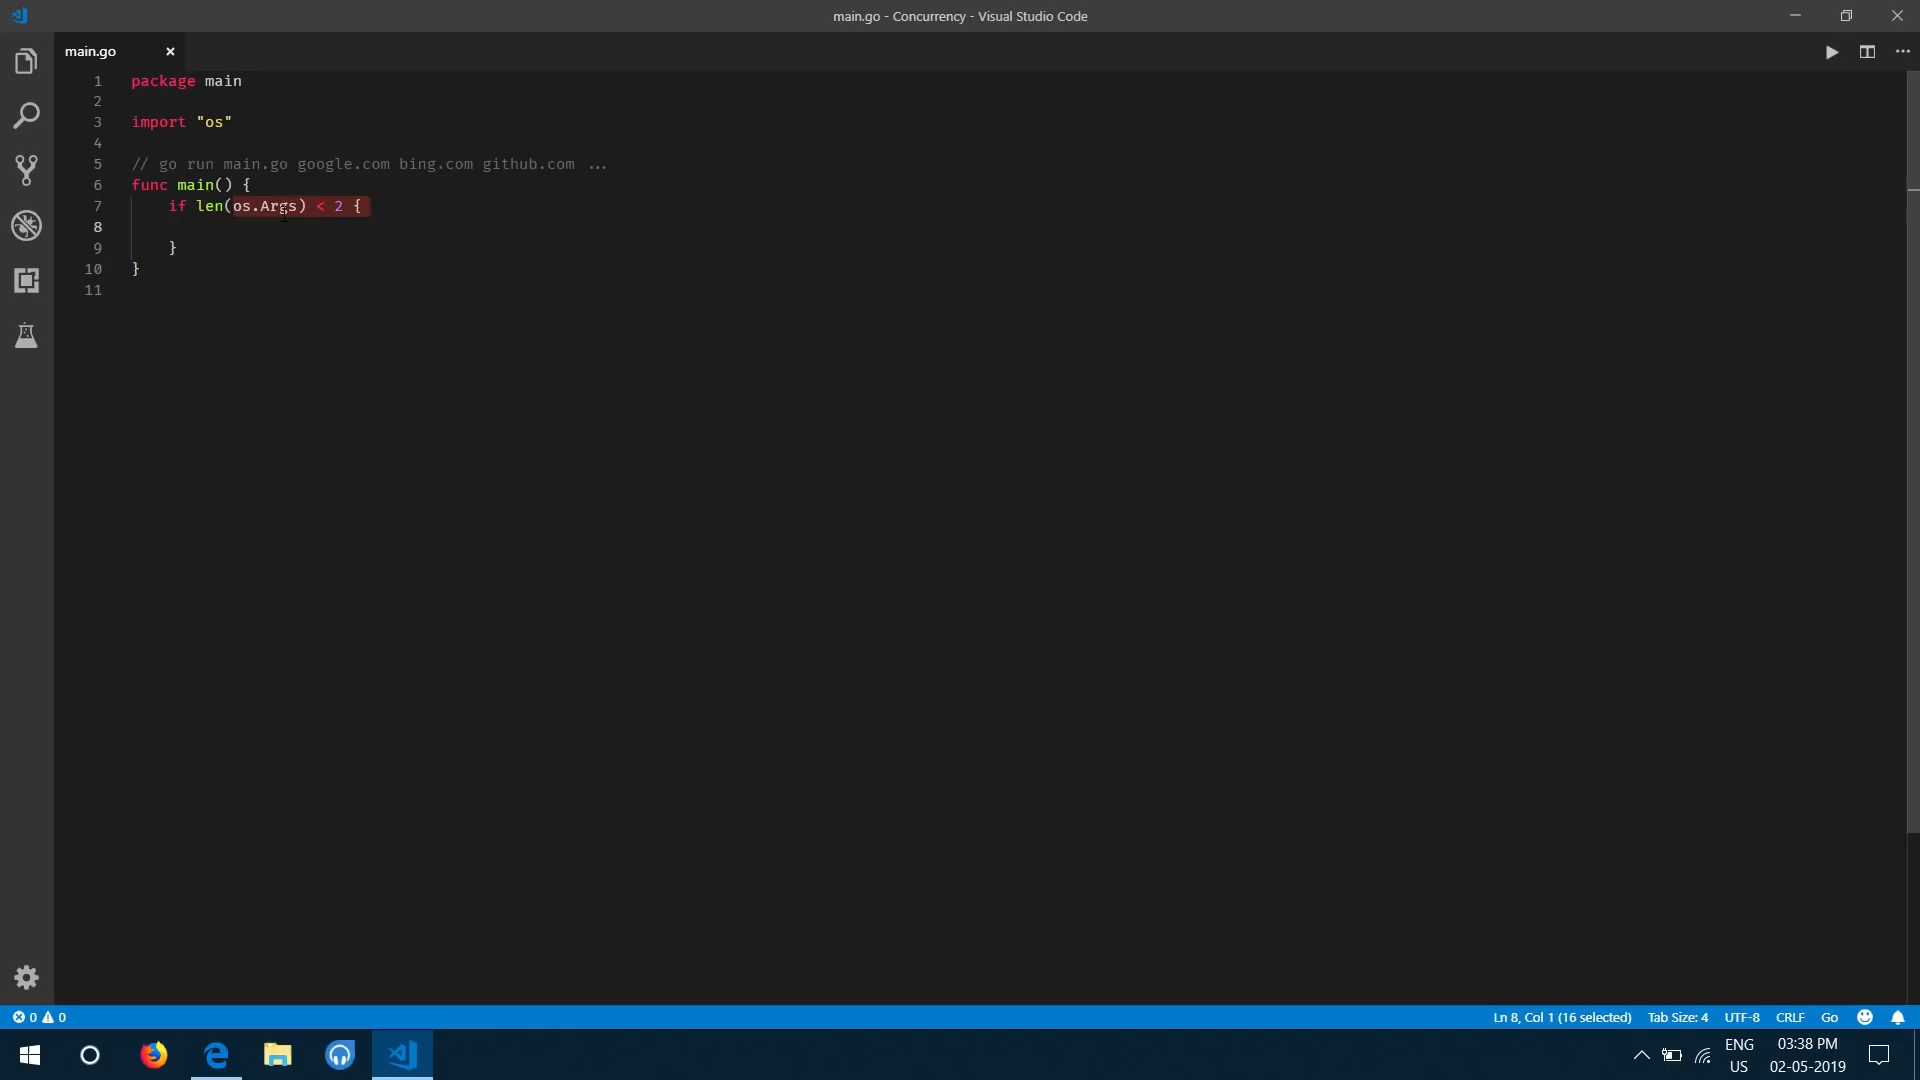 main.go - Concurrency - Visual Studio Code
main.go
1 package main
2
3 import "os"
4
5 // go run main.go google.com bing.com github.com ...
6 func main() {
7 if len(os.Args) < 2 {
8
9 }
10 }
11
0 0 Ln 8, Col 1 (16 selected) Tab Size: 4 UTF-8 CRLF Go
ENG 03:38 PM
US 02-05-2019